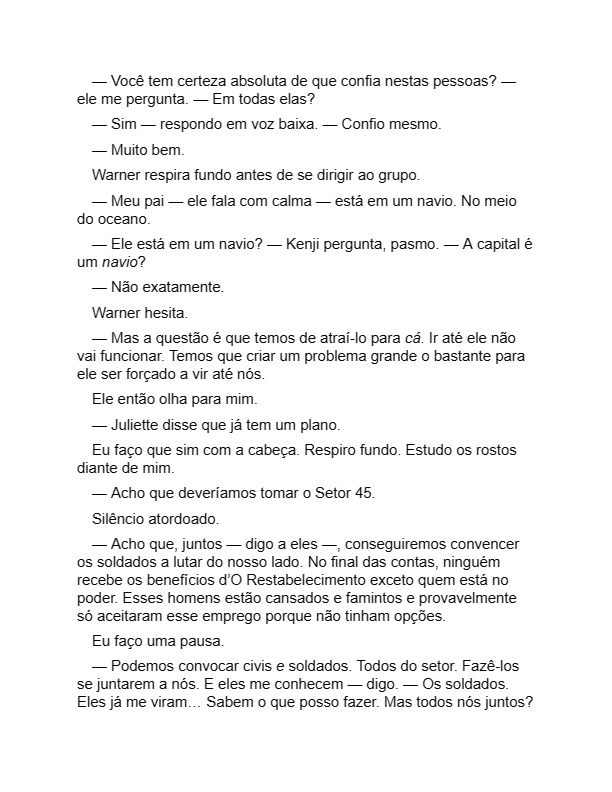 — Você tem certeza absoluta de que confia nestas pessoas? —
ele me pergunta. — Em todas elas?
— Sim — respondo em voz baixa. — Confio mesmo.
— Muito bem.
Warner respira fundo antes de se dirigir ao grupo.
— Meu pai — ele fala com calma — está em um navio. No meio
do oceano.
— Ele está em um navio? — Kenji pergunta, pasmo. — A capital é
um navio?
— Não exatamente.
Warner hesita.
— Mas a questão é que temos de atraí-lo para cá. Ir até ele não
vai funcionar. Temos que criar um problema grande o bastante para
ele ser forçado a vir até nós.
Ele então olha para mim.
— Juliette disse que já tem um plano.
Eu faço que sim com a cabeça. Respiro fundo. Estudo os rostos
diante de mim.
— Acho que deveríamos tomar o Setor 45.
Silêncio atordoado.
— Acho que, juntos — digo a eles —, conseguiremos convencer
os soldados a lutar do nosso lado. No final das contas, ninguém
recebe os benefícios d’O Restabelecimento exceto quem está no
poder. Esses homens estão cansados e famintos e provavelmente
só aceitaram esse emprego porque não tinham opções.
Eu faço uma pausa.
— Podemos convocar civis e soldados. Todos do setor. Fazê-los
se juntarem a nós. E eles me conhecem — digo. — Os soldados.
Eles já me viram… Sabem o que posso fazer. Mas todos nós juntos?